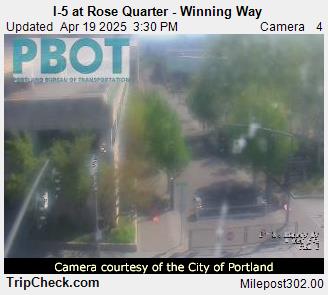 I-5 at Rose Quarter - Winning Way
Updated Apr 19 2025 3:30 PM Camera 4
PBOT
PORTLAND BUREAU OF TRANSPORTATION
Camera courtesy of the City of Portland
TripCheck.com Milepost302.00